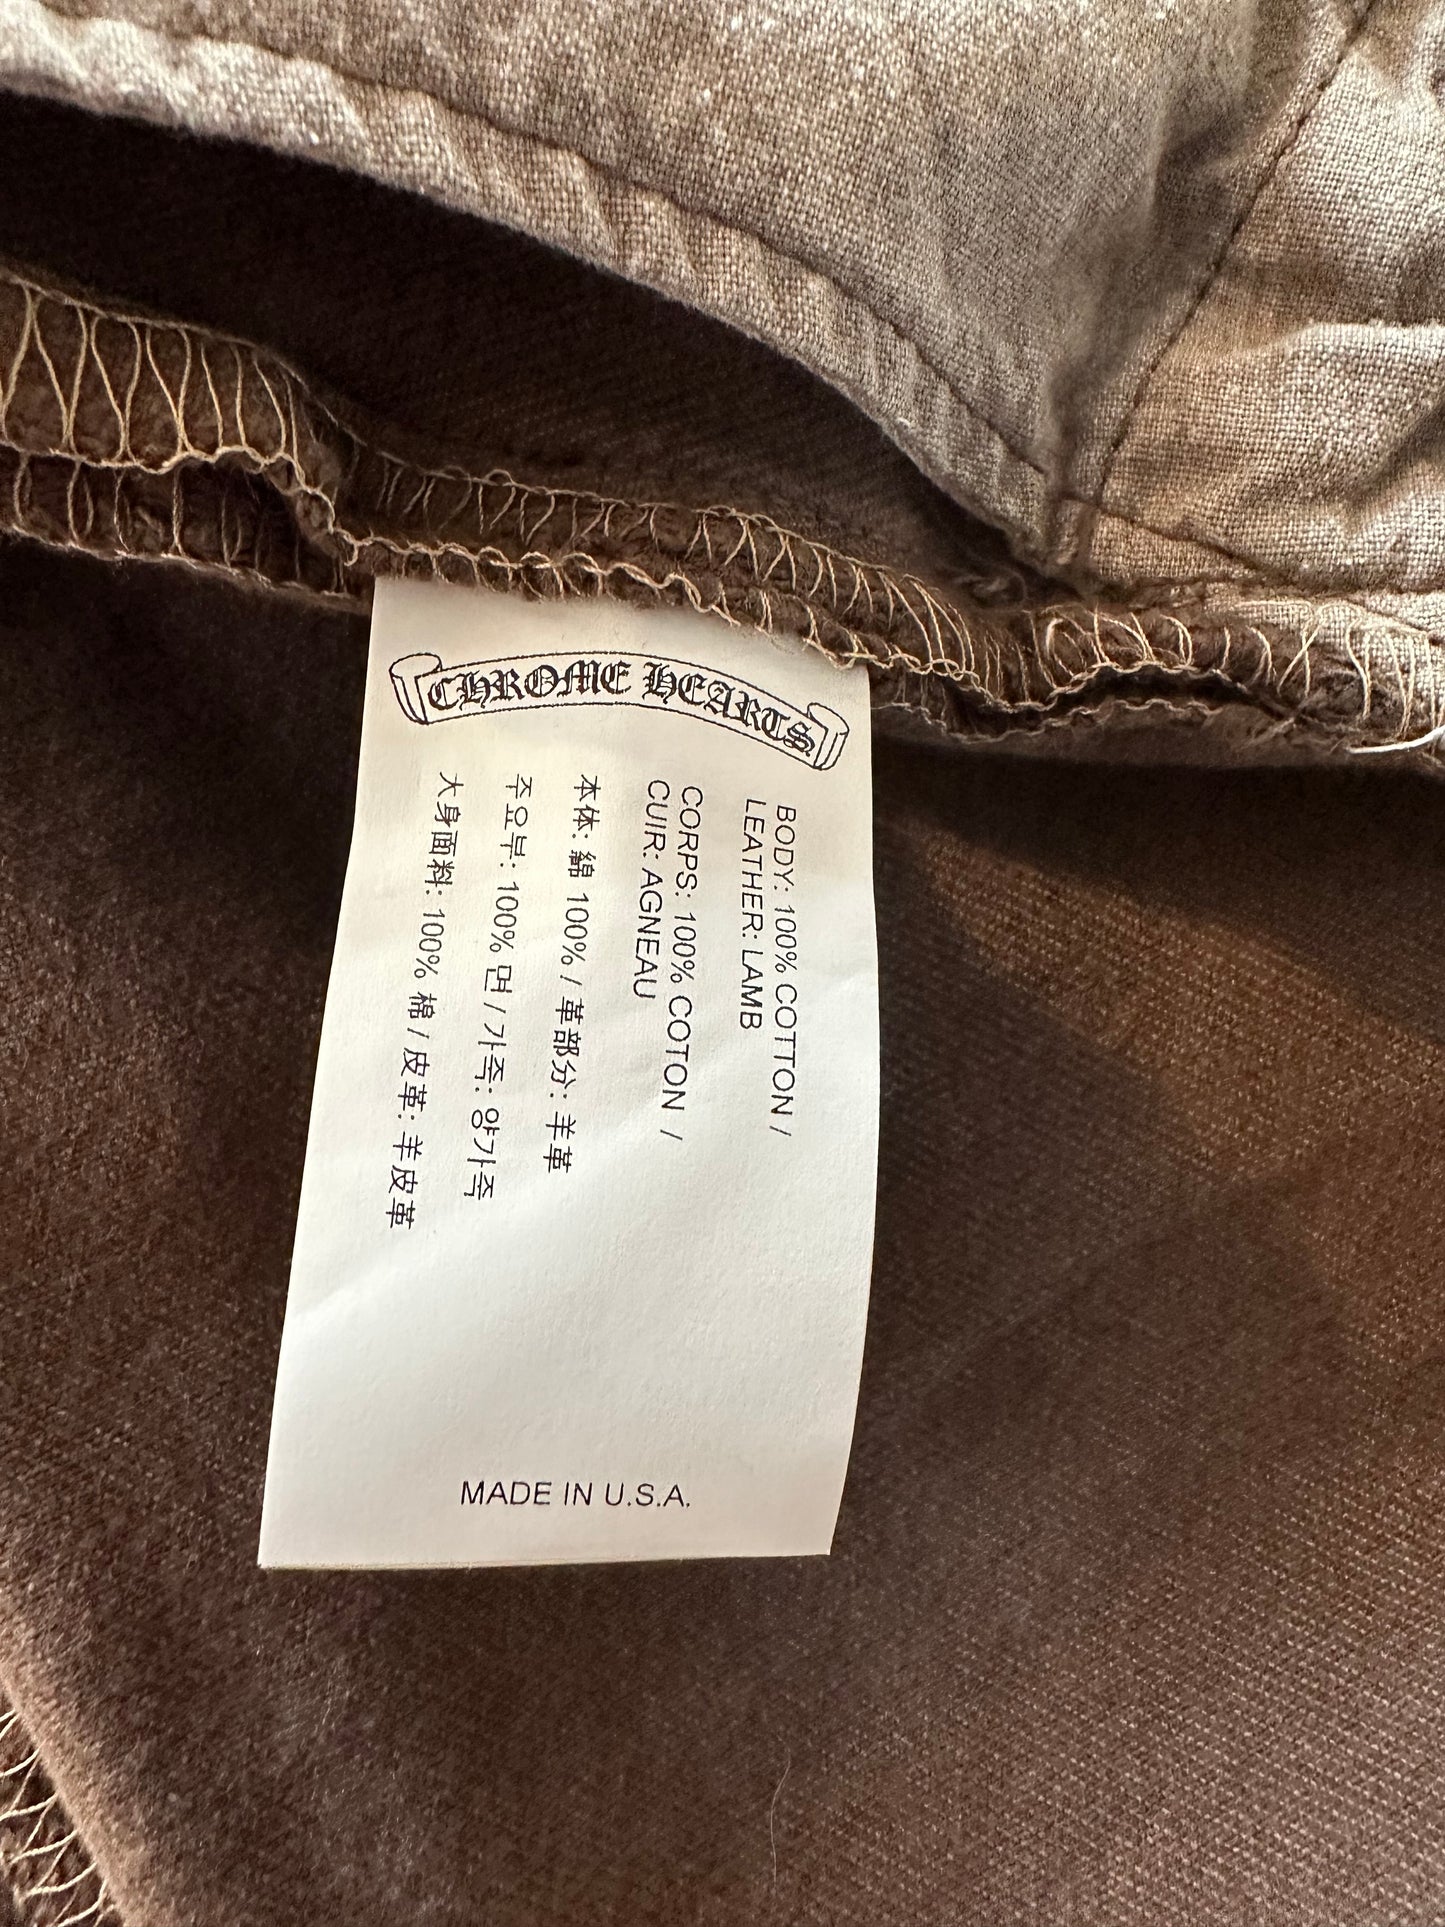 CHROME HEARTS
BODY: 100% COTTON /
LEATHER: LAMB
CORPS: 100% COTON /
CUIR: AGNEAU
本体: 綿 100% / 革部分: 羊革
주요부: 100% 면 / 가죽: 양가죽
大身面料: 100% 棉 / 皮革: 羊皮革
MADE IN U.S.A.